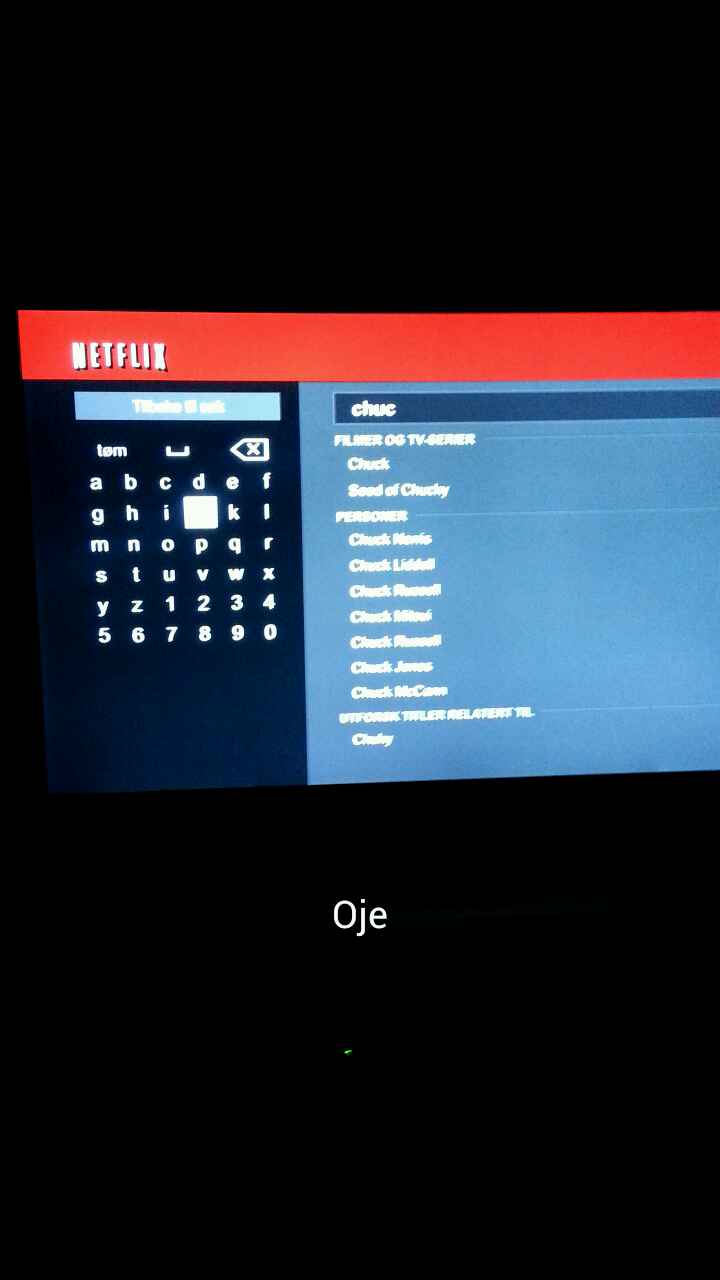 NETFLIX
Tilbake til søk
chuc
tøm
a b c d e f
g h i k l
m n o p q r
s t u v w x
y z 1 2 3 4
5 6 7 8 9 0
FILMER OG TV-SERIER
Chuck
Seed of Chucky
PERSONER
Chuck Norris
Chuck Liddell
Chuck Russell
Chuck Mitsui
Chuck Russell
Chuck Jones
Chuck McCann
UTFORSK TITLER RELATERT TIL
Chuky
Oje